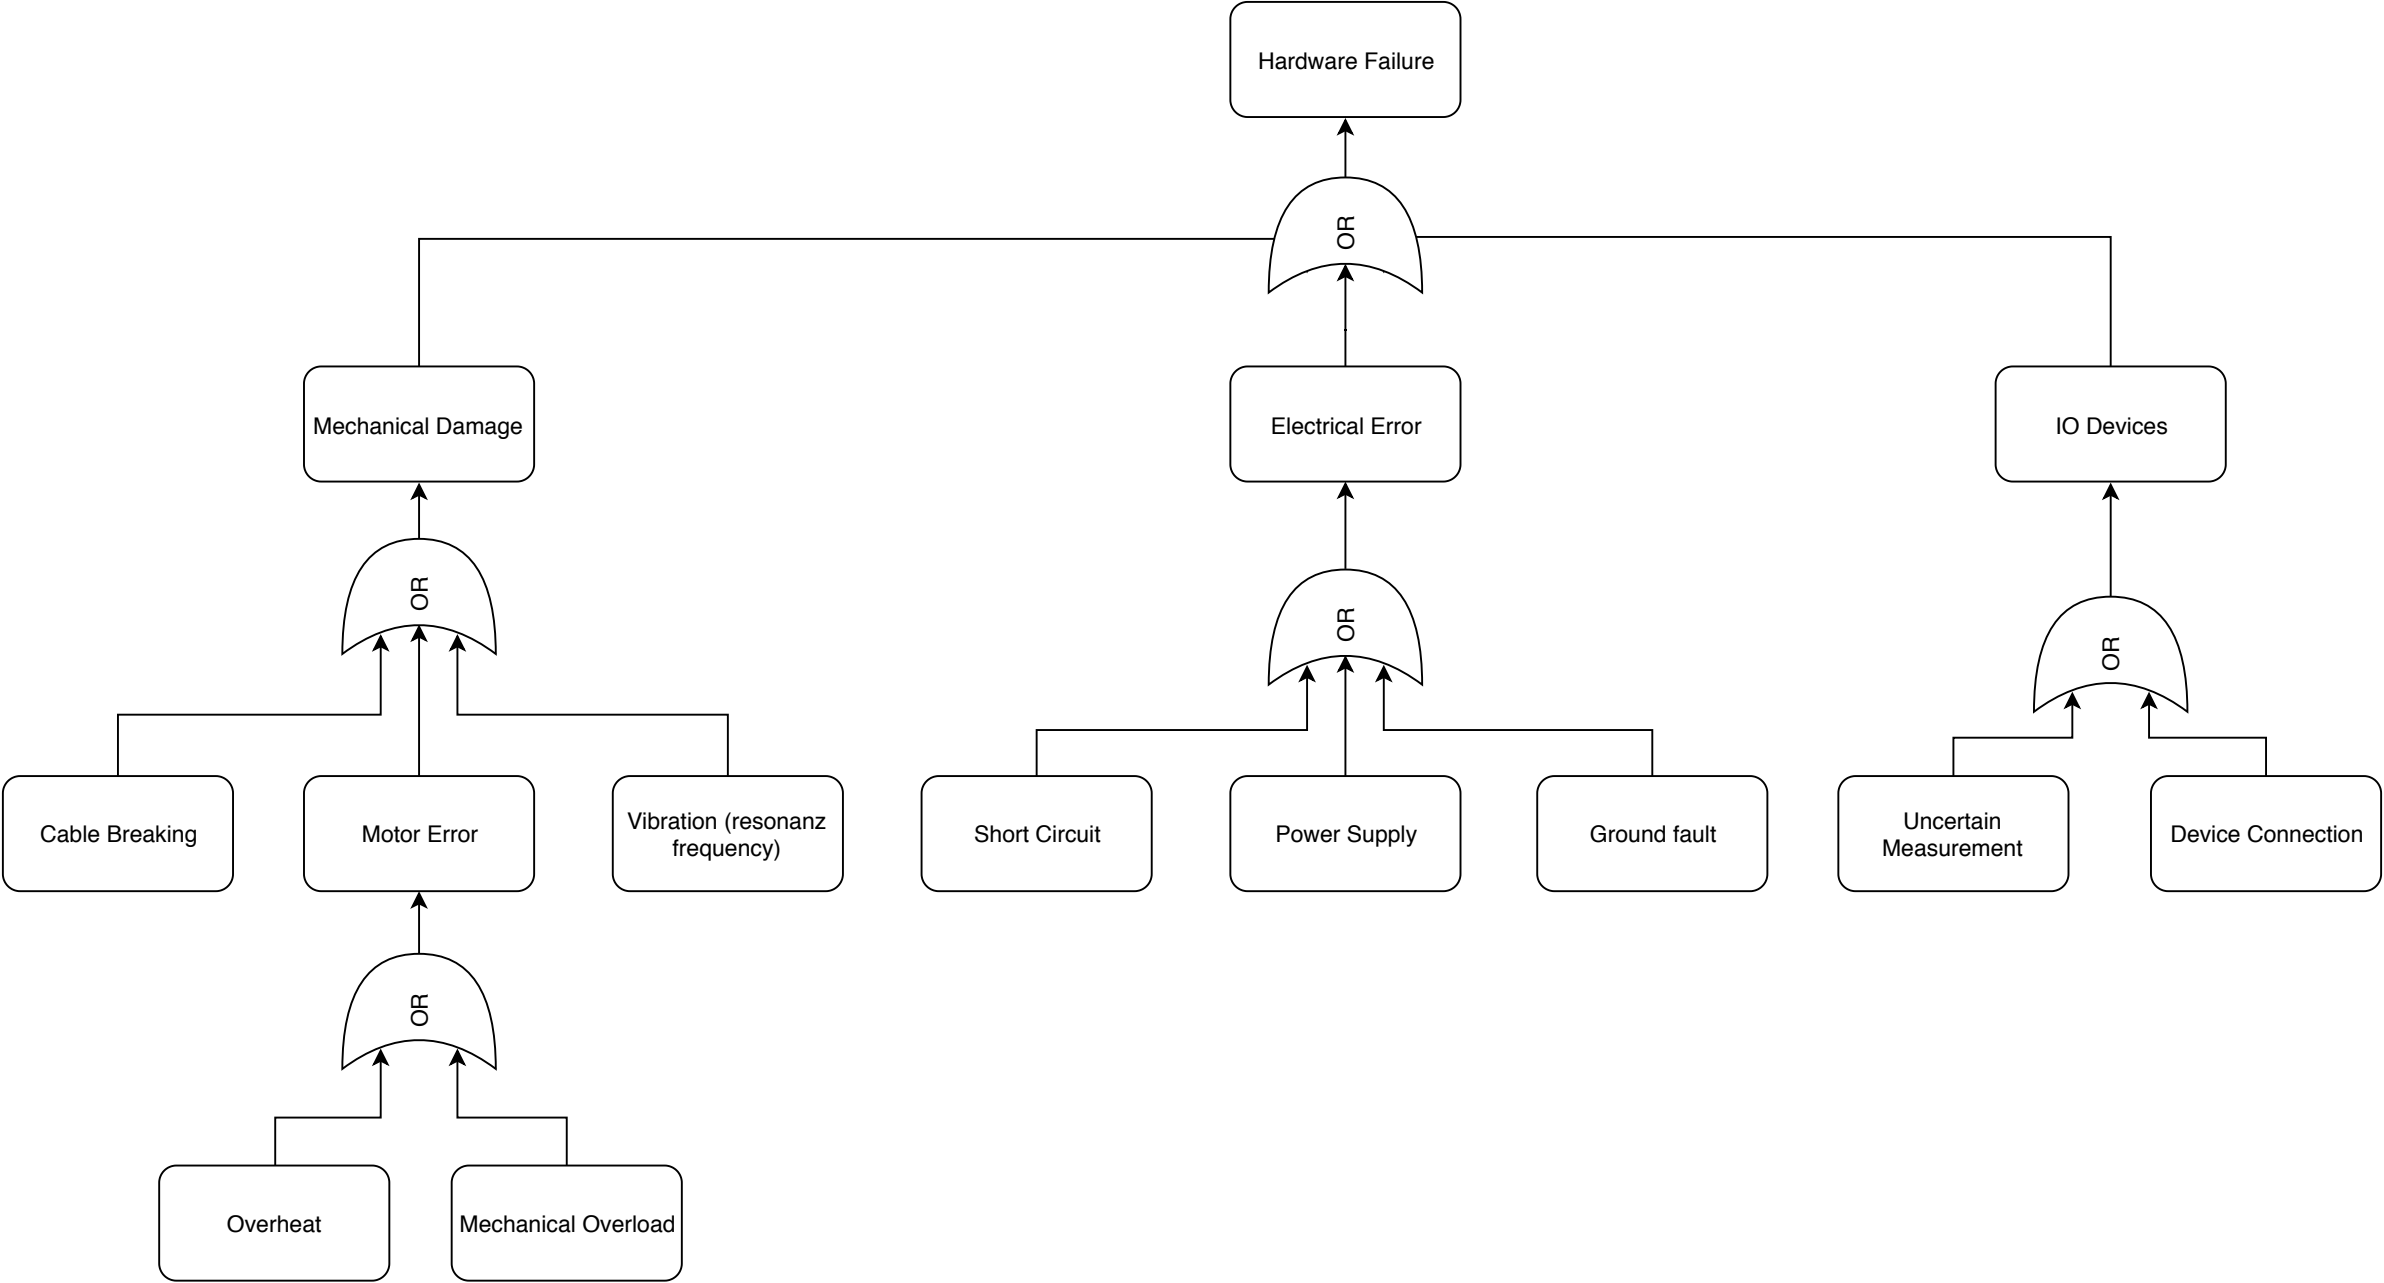 Hardware Failure
OR
Mechanical Damage
Electrical Error
IO Devices
OR
OR
OR
Cable Breaking
Motor Error
Vibration (resonanz
frequency)
Short Circuit
Power Supply
Ground fault
Uncertain
Measurement
Device Connection
OR
Overheat
Mechanical Overload